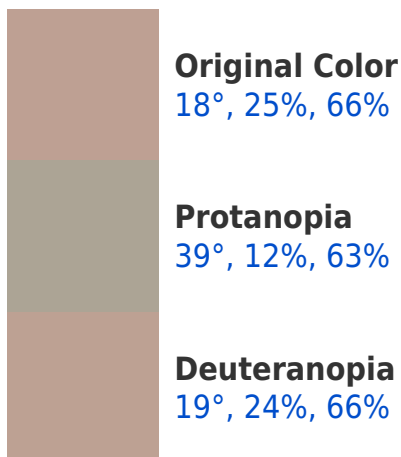 Original Color
18°, 25%, 66%
Protanopia
39°, 12%, 63%
Deuteranopia
19°, 24%, 66%